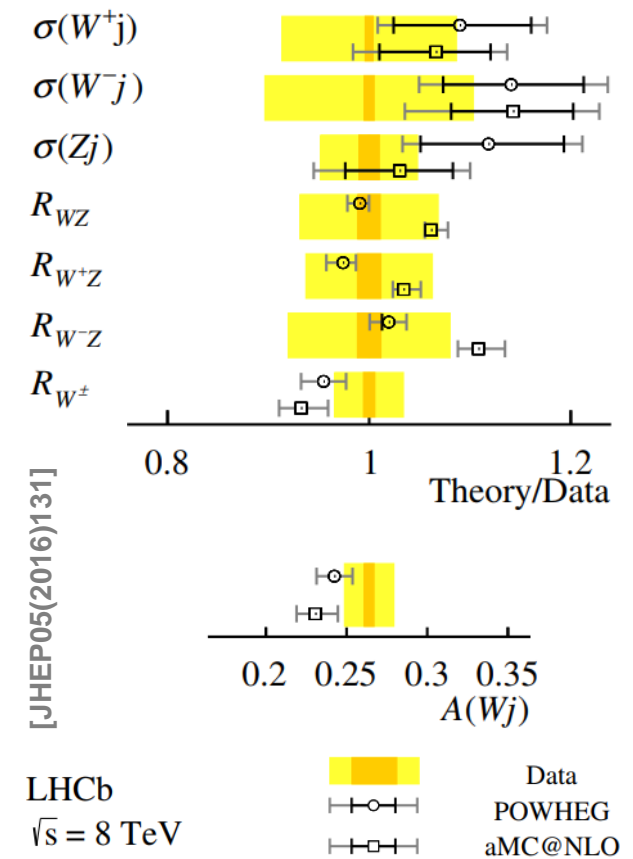 σ(W⁺j)
σ(W⁻j)
σ(Zj)
R_WZ
R_W⁺Z
R_W⁻Z
R_W±
0.8 1 1.2
Theory/Data
[JHEP05(2016)131]
0.2 0.25 0.3 0.35
A(Wj)
LHCb
√s = 8 TeV
Data
POWHEG
aMC@NLO